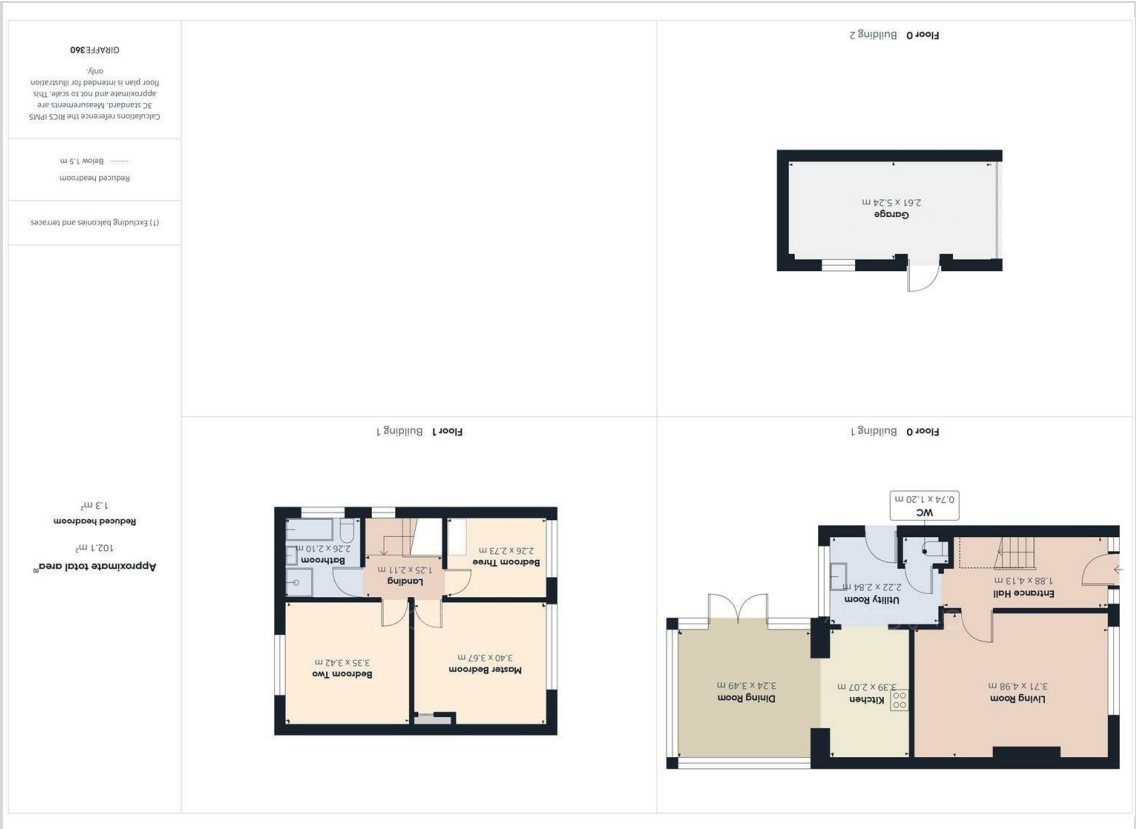 Living Room
3.71 x 4.98 m
Kitchen
3.39 x 2.07 m
Dining Room
3.24 x 3.49 m
Entrance Hall
1.88 x 4.13 m
Utility Room
2.22 x 2.84 m
WC
0.74 x 1.20 m
Floor 0 Building 1
Master Bedroom
3.40 x 3.67 m
Bedroom Two
3.35 x 3.42 m
Bedroom Three
2.26 x 2.73 m
Landing
1.25 x 2.11 m
Bathroom
2.26 x 2.10 m
Floor 1 Building 1
Garage
2.61 x 5.24 m
Floor 0 Building 2
Approximate total area⁽¹⁾
102.1 m²
Reduced headroom
1.3 m²
(1) Excluding balconies and terraces
Reduced headroom
Below 1.5 m
Calculations reference the RICS IPMS
3C standard. Measurements are
approximate and not to scale. This
floor plan is intended for illustration
only.
GIRAFFE360